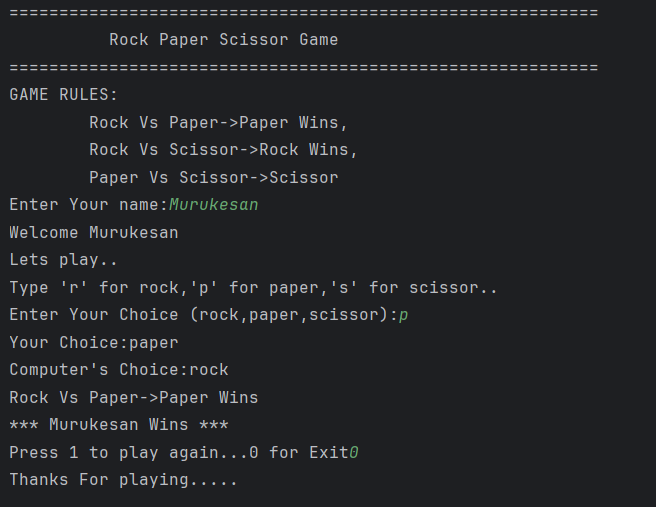 ===========================================================
Rock Paper Scissor Game
===========================================================
GAME RULES:
Rock Vs Paper->Paper Wins,
Rock Vs Scissor->Rock Wins,
Paper Vs Scissor->Scissor
Enter Your name:Murukesan
Welcome Murukesan
Lets play..
Type 'r' for rock,'p' for paper,'s' for scissor..
Enter Your Choice (rock,paper,scissor):p
Your Choice:paper
Computer's Choice:rock
Rock Vs Paper->Paper Wins
*** Murukesan Wins ***
Press 1 to play again...0 for Exit0
Thanks For playing.....